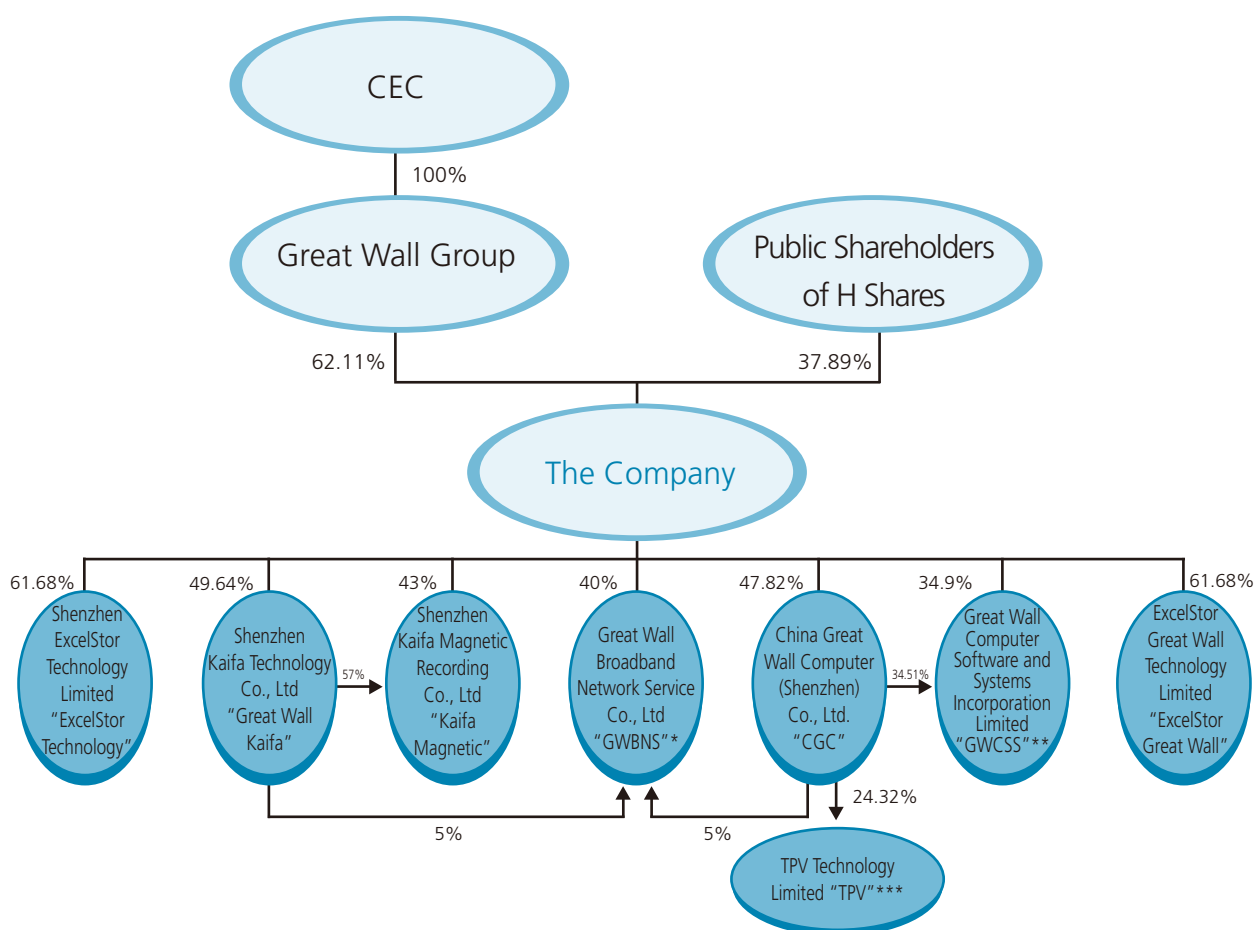 CEC
100%
Great Wall Group
Public Shareholders
of H Shares
62.11%
37.89%
The Company
61.68%
49.64%
43%
40%
47.82%
34.9%
61.68%
Shenzhen
ExcelStor
Technology
Limited
“ExcelStor
Technology”
Shenzhen
Kaifa Technology
Co., Ltd
“Great Wall
Kaifa“
57%
Shenzhen
Kaifa Magnetic
Recording
Co., Ltd
“Kaifa
Magnetic”
Great Wall
Broadband
Network Service
Co., Ltd
“GWBNS”*
China Great
Wall Computer
(Shenzhen)
Co., Ltd.
“CGC”
34.51%
Great Wall
Computer
Software and
Systems
Incorporation
Limited
“GWCSS”**
ExcelStor
Great Wall
Technology
Limited
“ExcelStor
Great Wall”
5%
5%
24.32%
TPV Technology
Limited “TPV”***